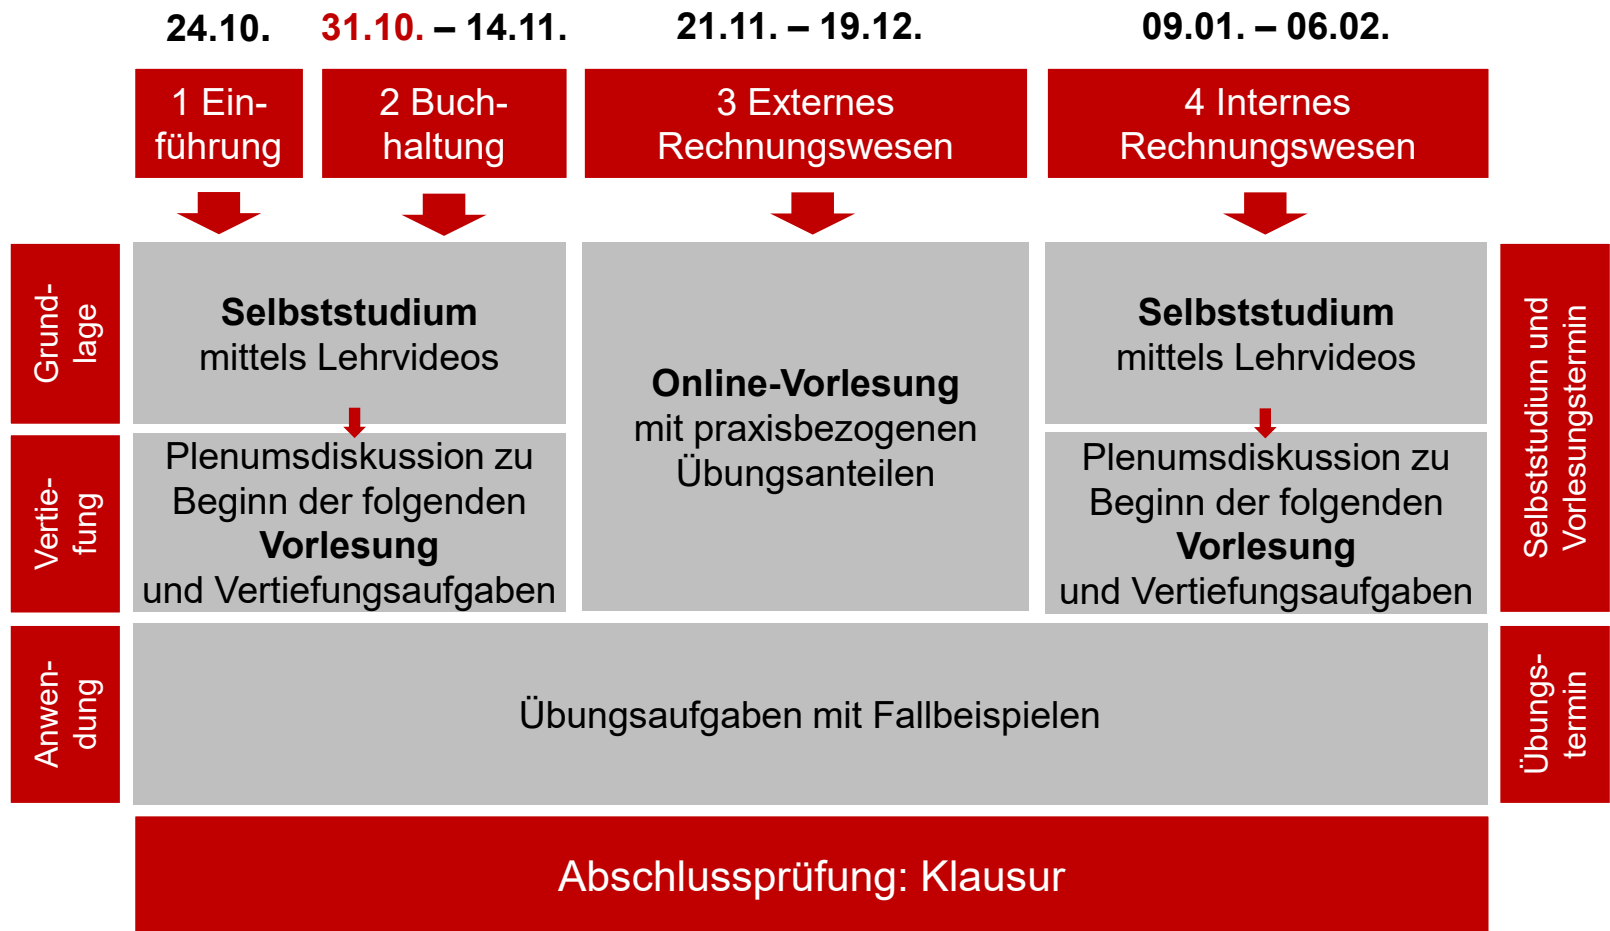 24.10.
31.10. – 14.11.
21.11. – 19.12.
09.01. – 06.02.
1 Ein-
führung
2 Buch-
haltung
3 Externes
Rechnungswesen
4 Internes
Rechnungswesen
Grund-
lage
Selbststudium
mittels Lehrvideos
Online-Vorlesung
mit praxisbezogenen
Übungsanteilen
Selbststudium
mittels Lehrvideos
Selbststudium und
Vorlesungstermin
Vertie-
fung
Plenumsdiskussion zu
Beginn der folgenden
Vorlesung
und Vertiefungsaufgaben
Plenumsdiskussion zu
Beginn der folgenden
Vorlesung
und Vertiefungsaufgaben
Anwen-
dung
Übungsaufgaben mit Fallbeispielen
Übungs-
termin
Abschlussprüfung: Klausur